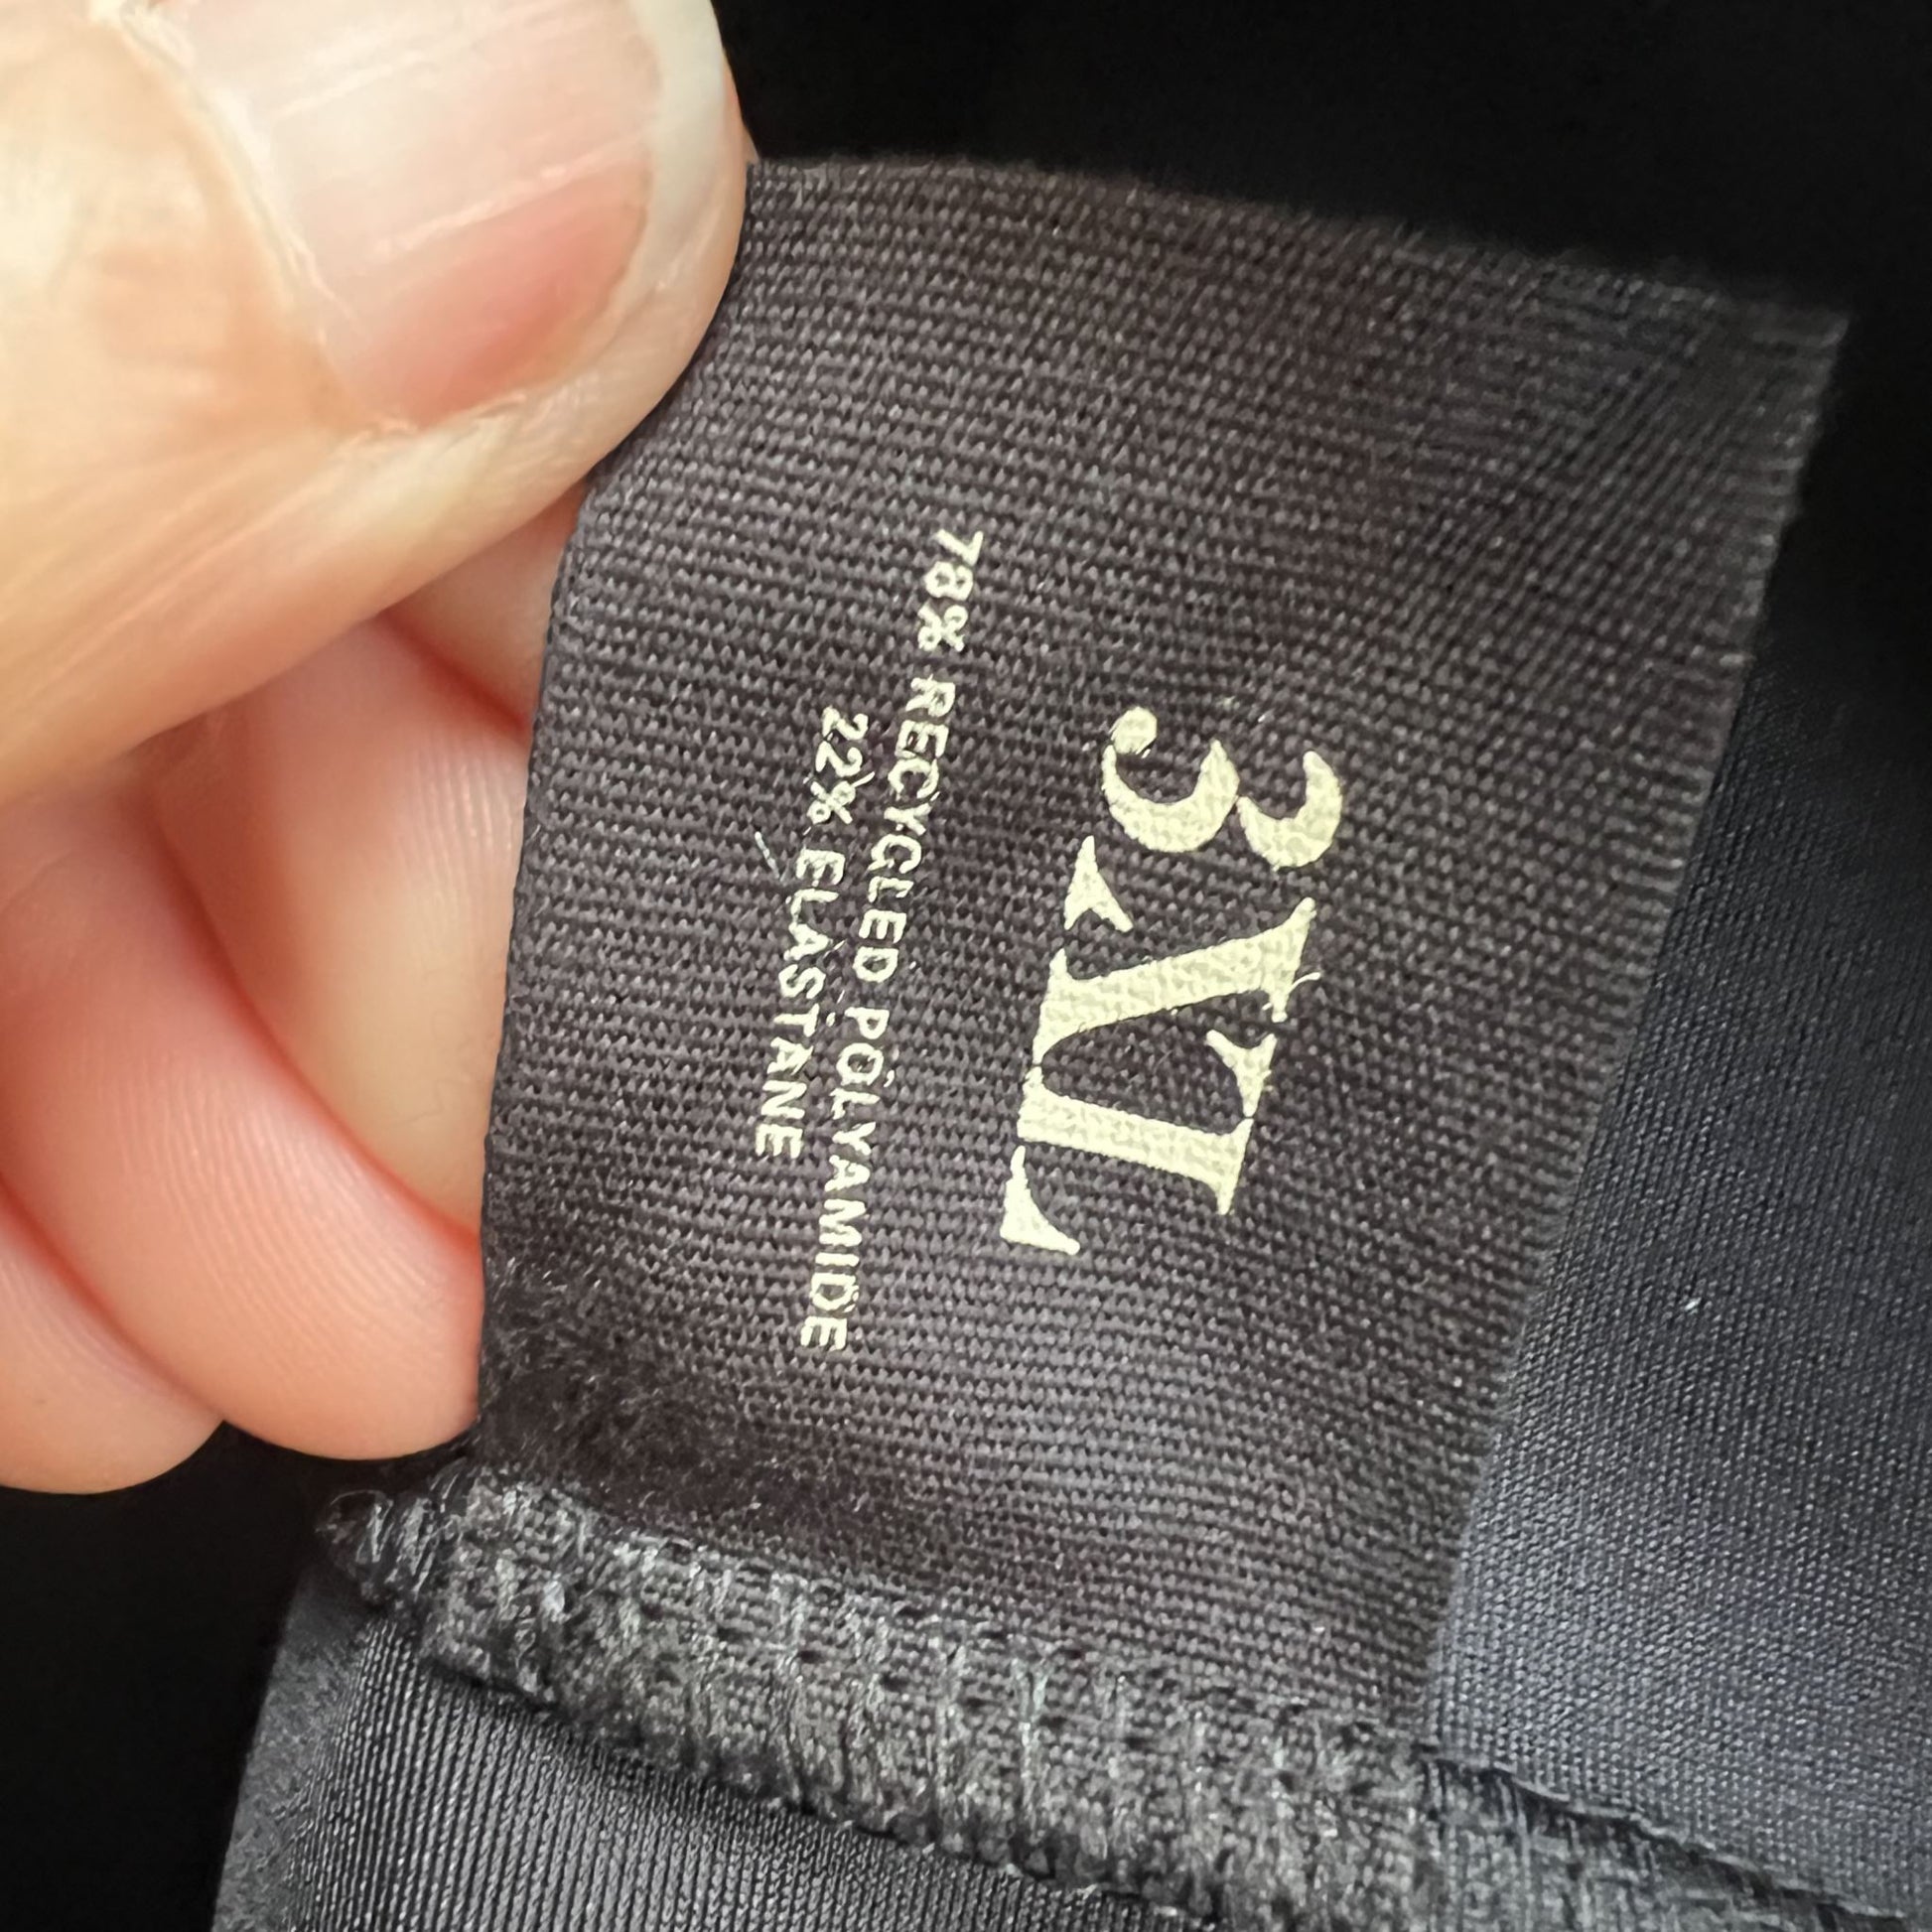 3XL
78% RECYCLED POLYAMIDE
22% ELASTANE